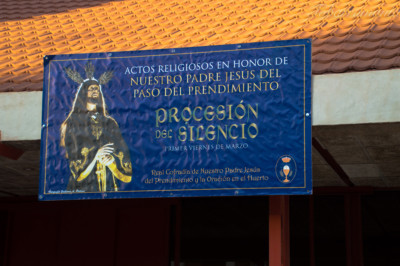 ACTOS RELIGIOSOS EN HONOR DE
NUESTRO PADRE JESUS DEL
PASO DEL PRENDIMIENTO
PROCESIÓN
DEL SILENCIO
VIERNES DE MARZO
Real Cofradía de Nuestro Padre Jesús
del Prendimiento y la Oración en el Huerto